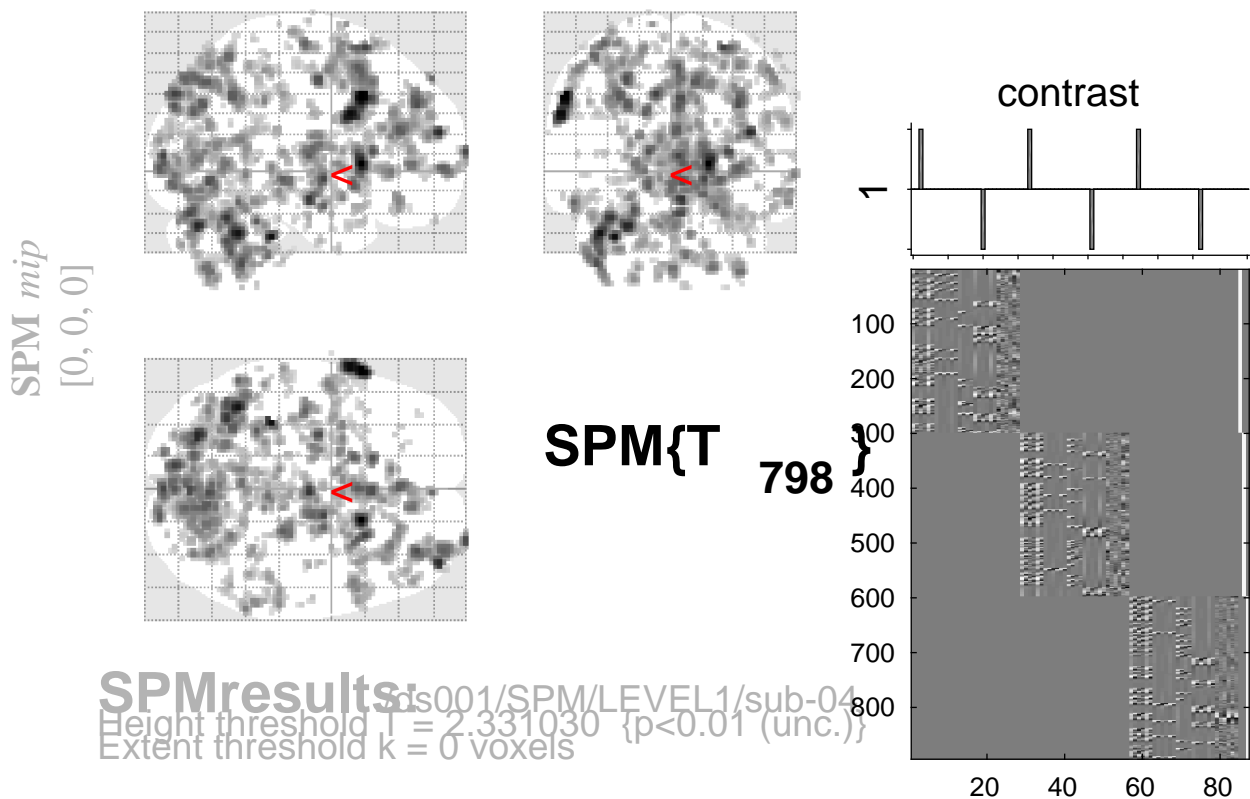 SPM mip
[0, 0, 0]
<
<
<
SPM{T 798 }
contrast
1
100
200
300
400
500
600
700
800
20 40 60 80
SPMresults:
/ds001/SPM/LEVEL1/sub-04
Height threshold T = 2.331030 {p<0.01 (unc.)}
Extent threshold k = 0 voxels